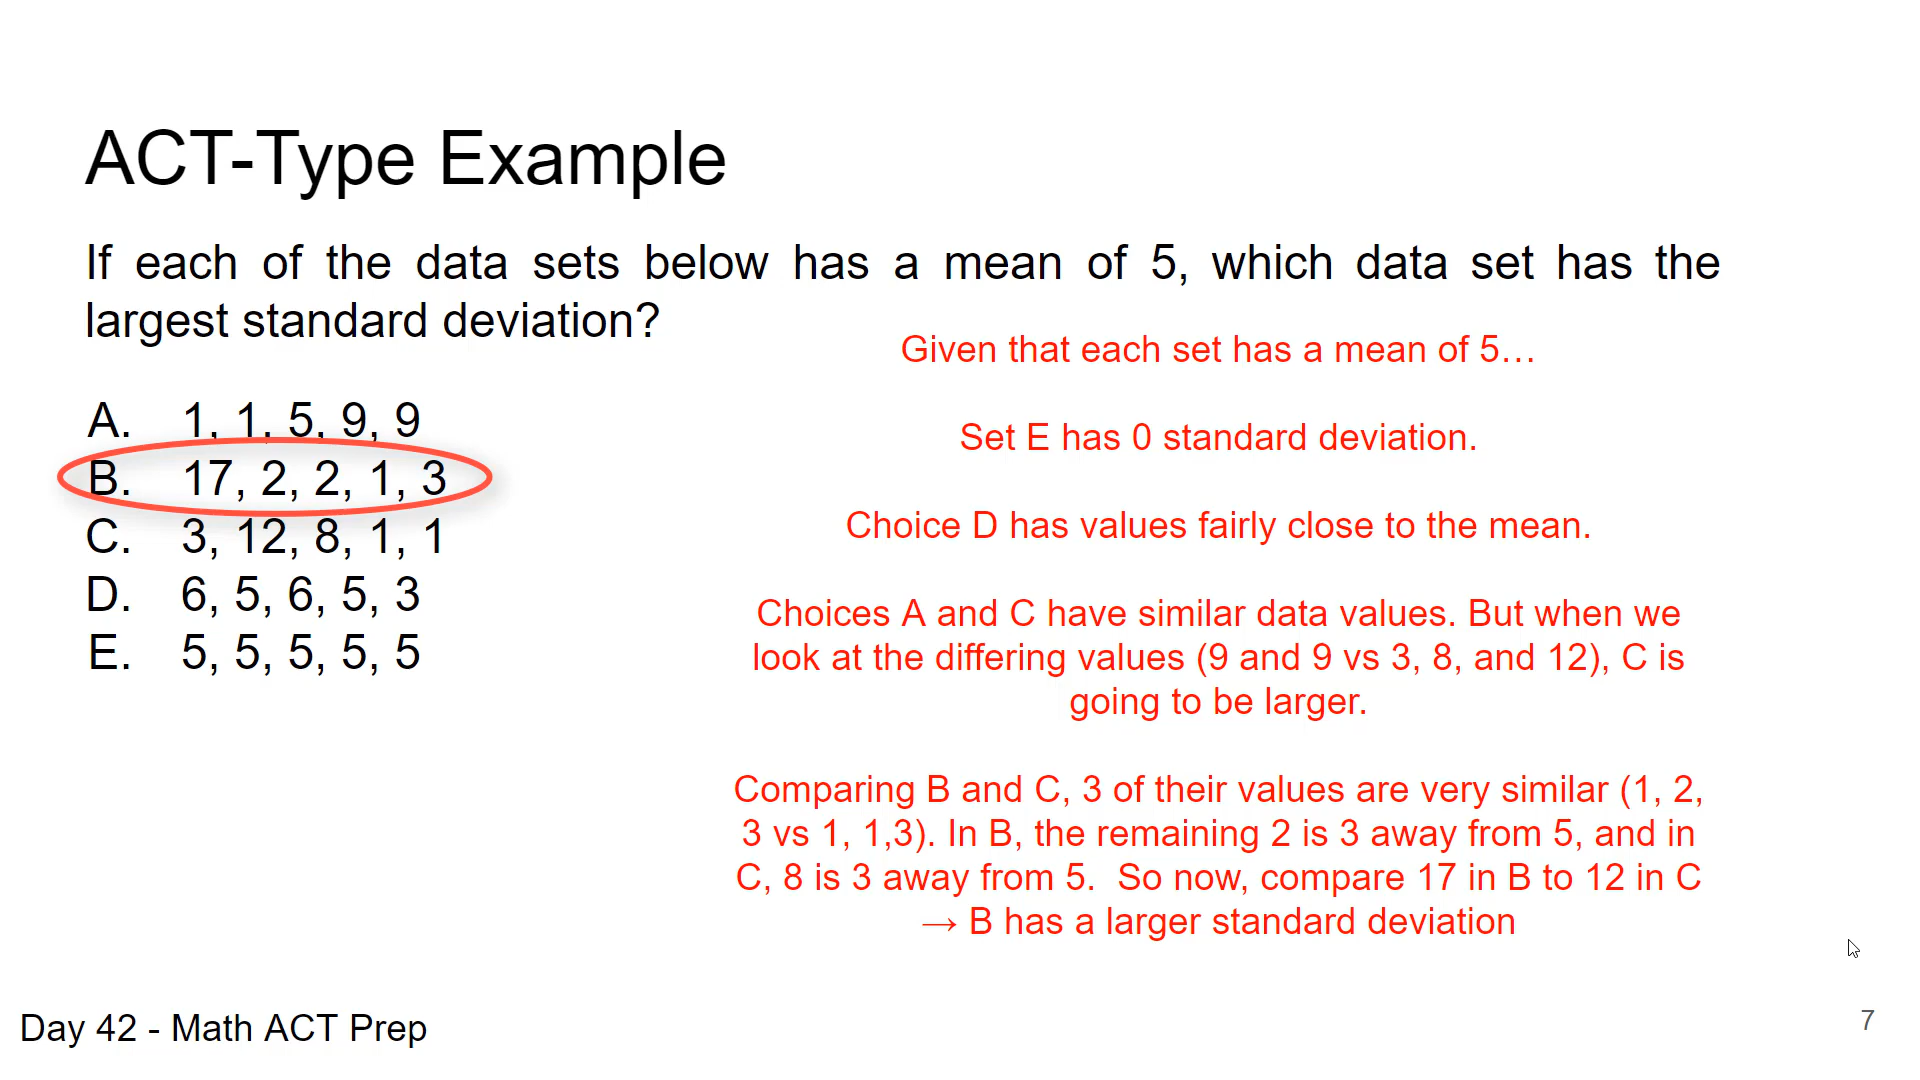 ACT-Type Example
If each of the data sets below has a mean of 5, which data set has the
largest standard deviation?
A. 1, 1, 5, 9, 9
B. 17, 2, 2, 1, 3
C. 3, 12, 8, 1, 1
D. 6, 5, 6, 5, 3
E. 5, 5, 5, 5, 5
Given that each set has a mean of 5…
Set E has 0 standard deviation.
Choice D has values fairly close to the mean.
Choices A and C have similar data values. But when we
look at the differing values (9 and 9 vs 3, 8, and 12), C is
going to be larger.
Comparing B and C, 3 of their values are very similar (1, 2,
3 vs 1, 1,3). In B, the remaining 2 is 3 away from 5, and in
C, 8 is 3 away from 5.  So now, compare 17 in B to 12 in C
→ B has a larger standard deviation
Day 42 - Math ACT Prep
7